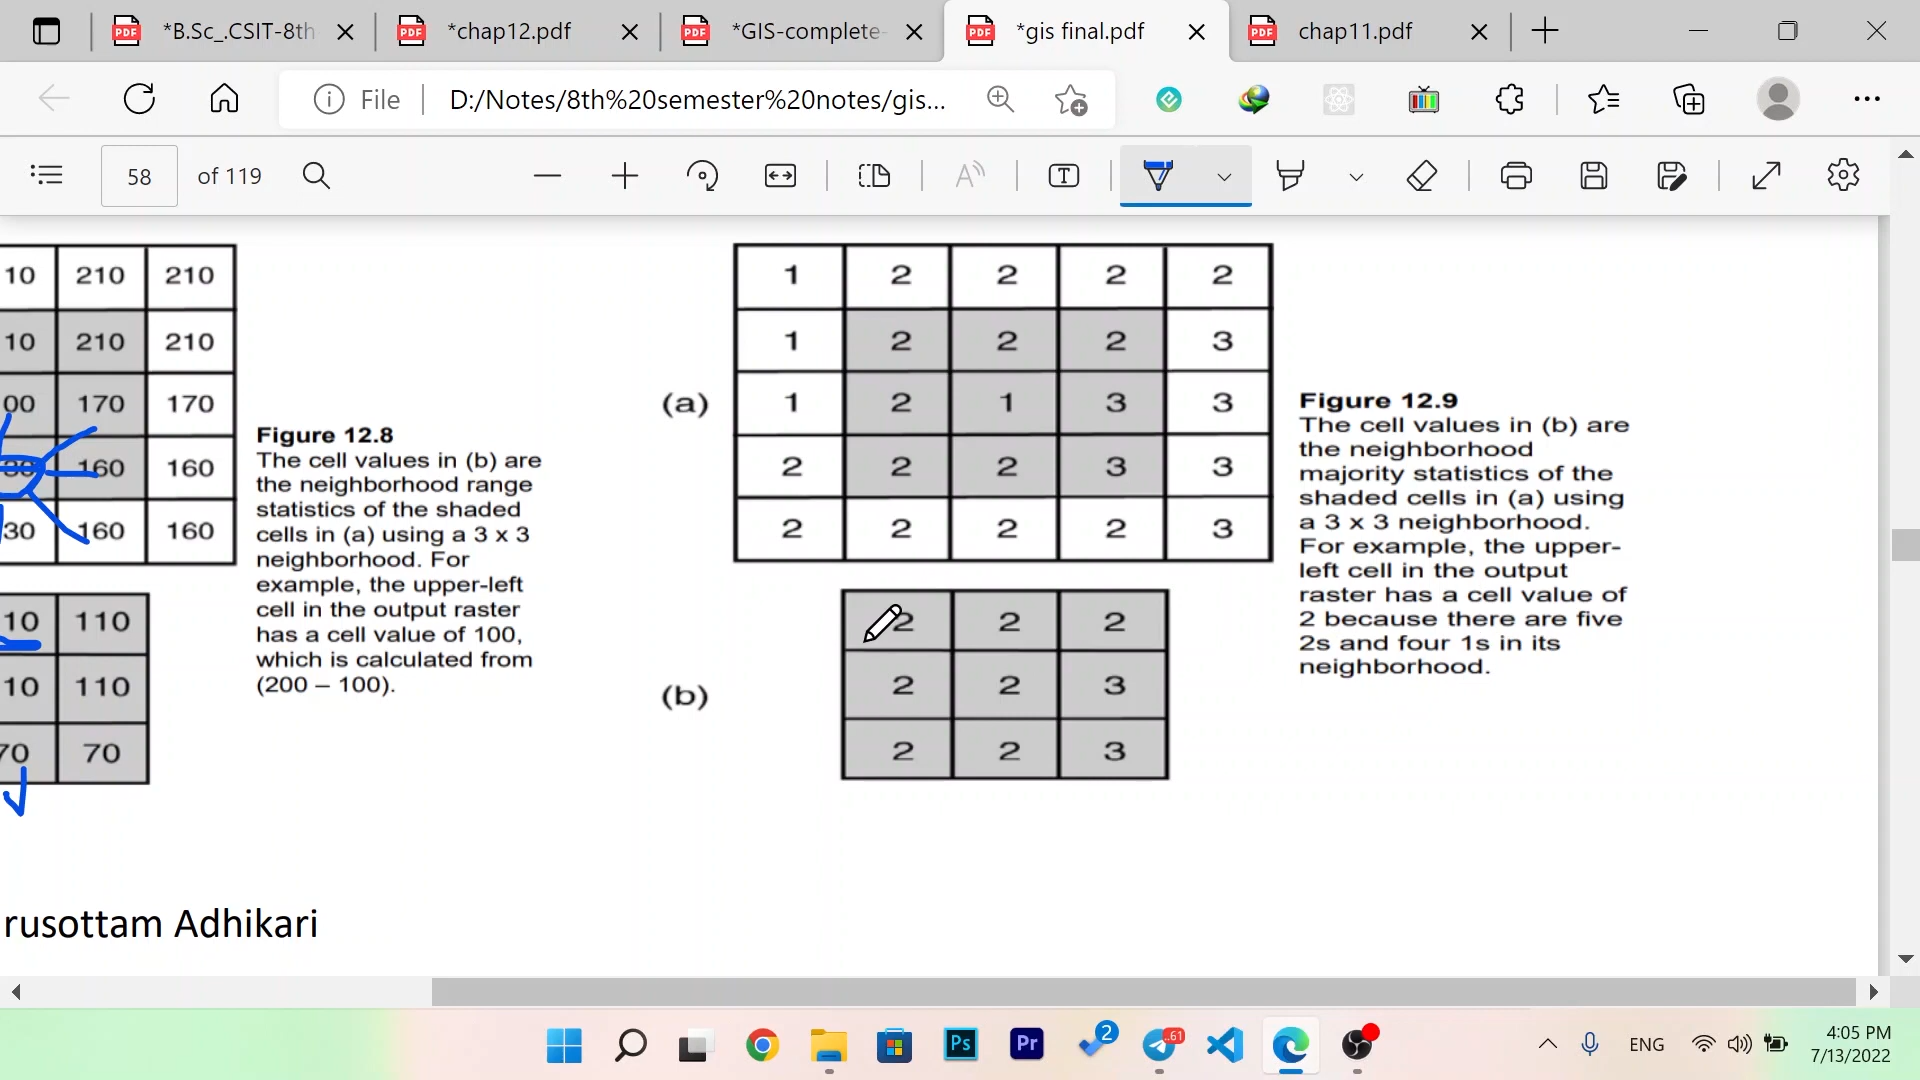 *B.Sc_.CSIT-8th
*chap12.pdf
*GIS-complete-
*gis final.pdf
chap11.pdf
File
D:/Notes/8th%20semester%20notes/gis...
58 of 119
10 210 210
10 210 210
00 170 170
160 160
30 160 160
10 110
10 110
70 70
Figure 12.8
The cell values in (b) are
the neighborhood range
statistics of the shaded
cells in (a) using a 3 x 3
neighborhood. For
example, the upper-left
cell in the output raster
has a cell value of 100,
which is calculated from
(200 – 100).
(a)
1 2 2 2 2
1 2 2 2 3
1 2 1 3 3
2 2 2 3 3
2 2 2 2 3
(b)
2 2 2
2 2 3
2 2 3
Figure 12.9
The cell values in (b) are
the neighborhood
majority statistics of the
shaded cells in (a) using
a 3 x 3 neighborhood.
For example, the upper-
left cell in the output
raster has a cell value of
2 because there are five
2s and four 1s in its
neighborhood.
rusottam Adhikari
Ps
Pr
2
..61
ENG
4:05 PM
7/13/2022